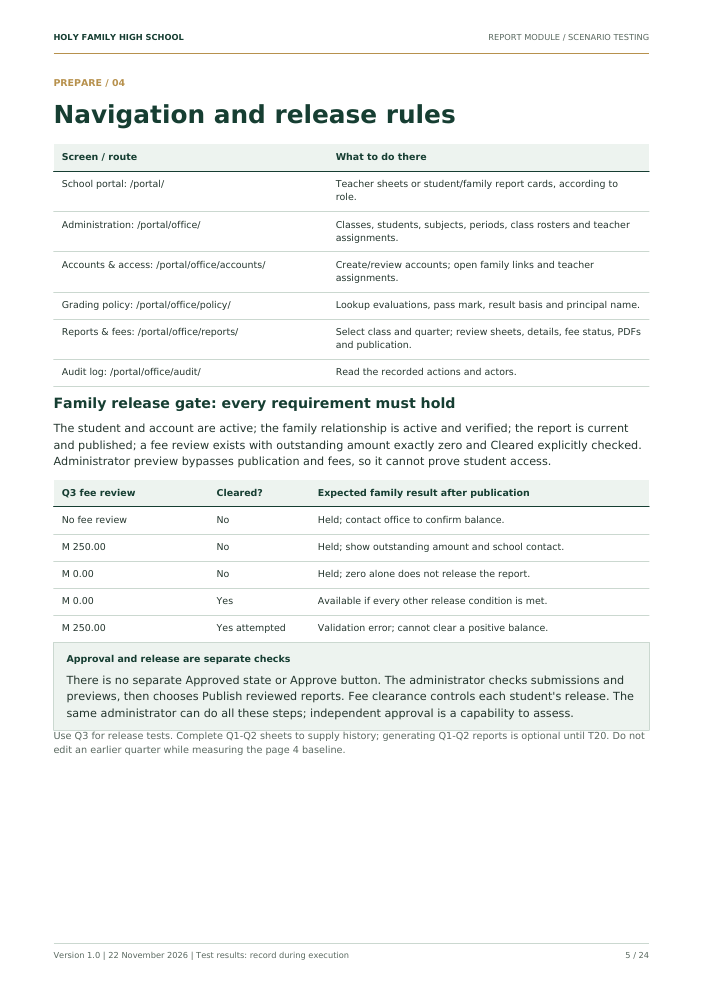 HOLY FAMILY HIGH SCHOOL
REPORT MODULE / SCENARIO TESTING
PREPARE / 04
Navigation and release rules
Screen / route
What to do there
School portal: /portal/
Teacher sheets or student/family report cards, according to
role.
Administration: /portal/office/
Classes, students, subjects, periods, class rosters and teacher
assignments.
Accounts & access: /portal/office/accounts/
Create/review accounts; open family links and teacher
assignments.
Grading policy: /portal/office/policy/
Lookup evaluations, pass mark, result basis and principal name.
Reports & fees: /portal/office/reports/
Select class and quarter; review sheets, details, fee status, PDFs
and publication.
Audit log: /portal/office/audit/
Read the recorded actions and actors.
Family release gate: every requirement must hold
The student and account are active; the family relationship is active and verified; the report is current
and published; a fee review exists with outstanding amount exactly zero and Cleared explicitly checked.
Administrator preview bypasses publication and fees, so it cannot prove student access.
Q3 fee review
Cleared?
Expected family result after publication
No fee review
No
Held; contact office to confirm balance.
M 250.00
No
Held; show outstanding amount and school contact.
M 0.00
No
Held; zero alone does not release the report.
M 0.00
Yes
Available if every other release condition is met.
M 250.00
Yes attempted
Validation error; cannot clear a positive balance.
Approval and release are separate checks
There is no separate Approved state or Approve button. The administrator checks submissions and
previews, then chooses Publish reviewed reports. Fee clearance controls each student's release. The
same administrator can do all these steps; independent approval is a capability to assess.
Use Q3 for release tests. Complete Q1-Q2 sheets to supply history; generating Q1-Q2 reports is optional until T20. Do not
edit an earlier quarter while measuring the page 4 baseline.
Version 1.0 | 22 November 2026 | Test results: record during execution
5 / 24